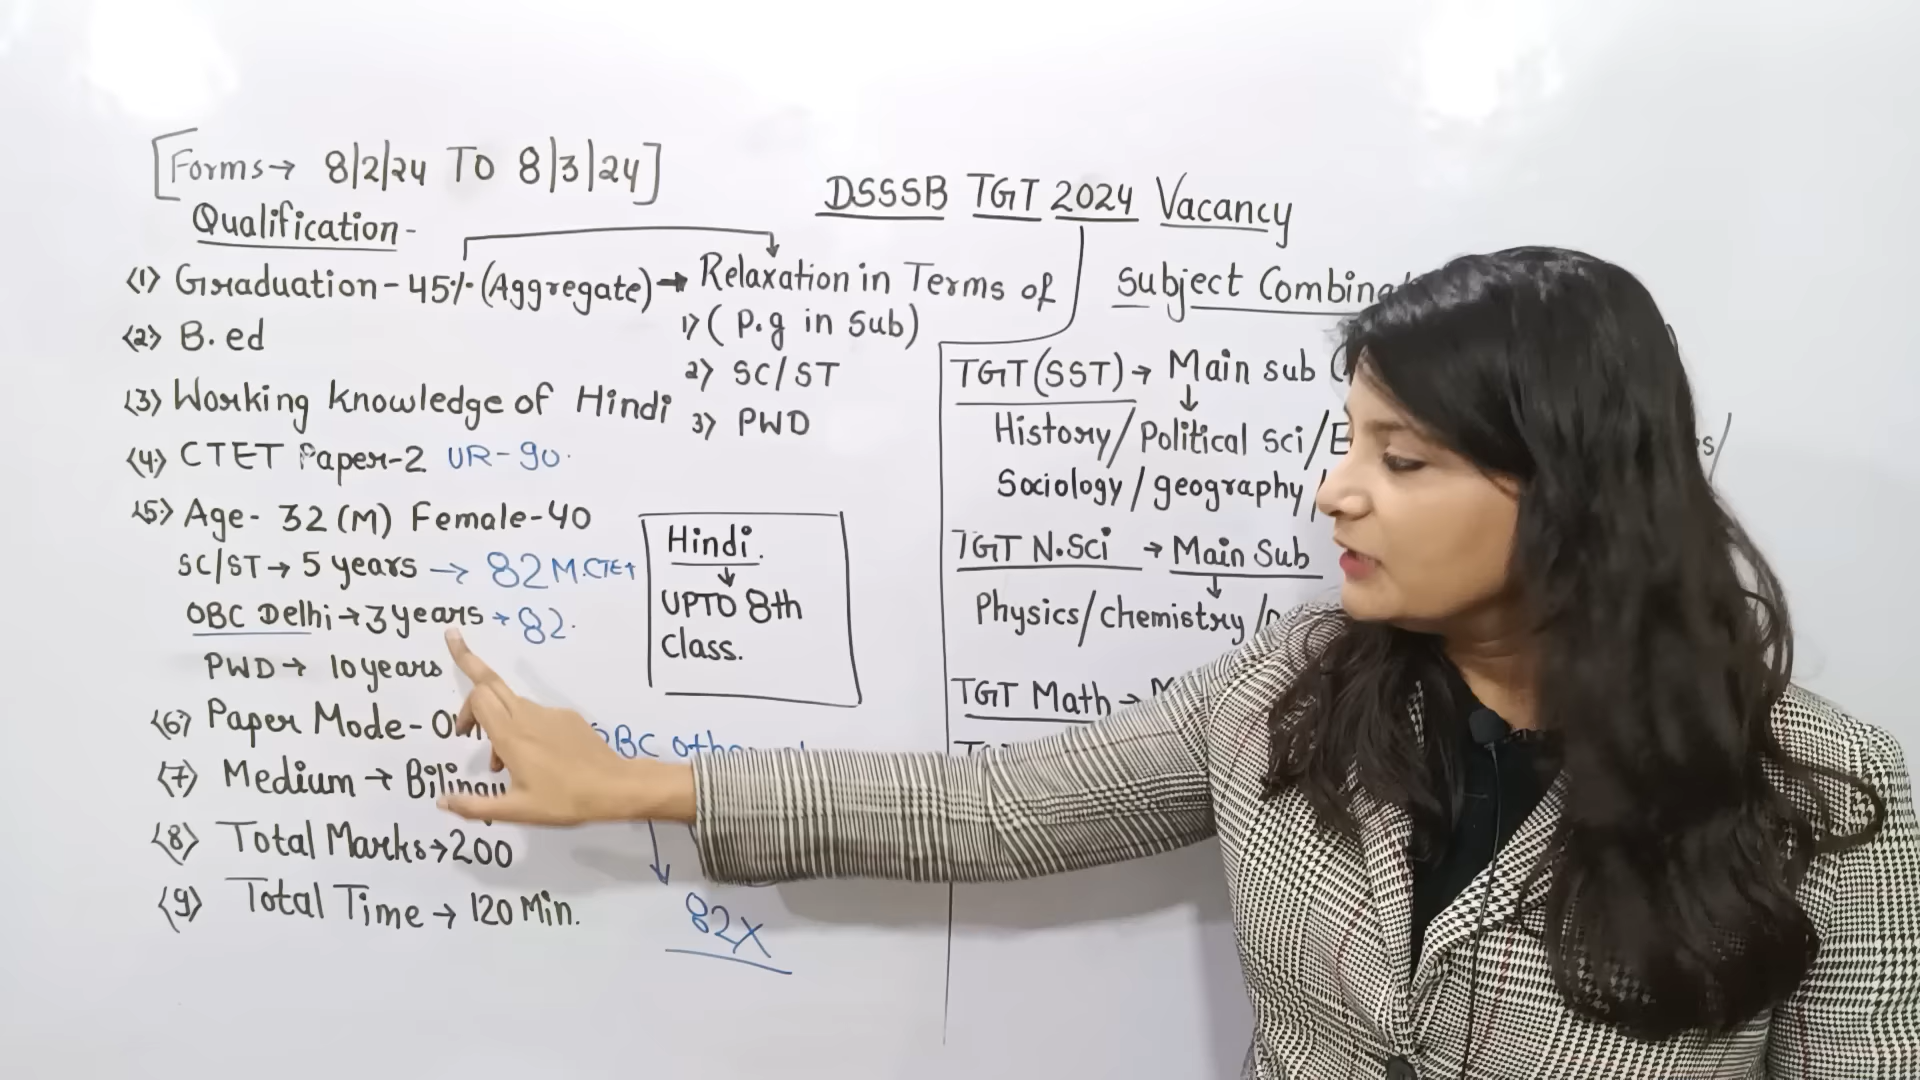 [Forms→ 8/2/24 TO 8/3/24]
Qualification-
<1> Graduation-45%(Aggregate)→ Relaxation in Terms of
1) (P.g in Sub)
2) SC/ST
3) PWD
<2> B.ed
<3> Working knowledge of Hindi
<4> CTET Paper-2 UR-90.
<5> Age- 32 (M) Female-40
SC/ST→ 5 years → 82 M.CTET
OBC Delhi→3 years → 82.
PWD→ 10 years
<6> Paper Mode-
<7> Medium →
<8> Total Marks→200
<9> Total Time → 120 Min.
Hindi.
↓
UPTO 8th
Class.
OBC
↓
82X
DSSSB TGT 2024 Vacancy
Subject
TGT (SST)→ Main sub
↓
History/Political Sci/
Sociology/geography/
TGT N.Sci → Main Sub
↓
Physics/chemistry/
TGT Math→